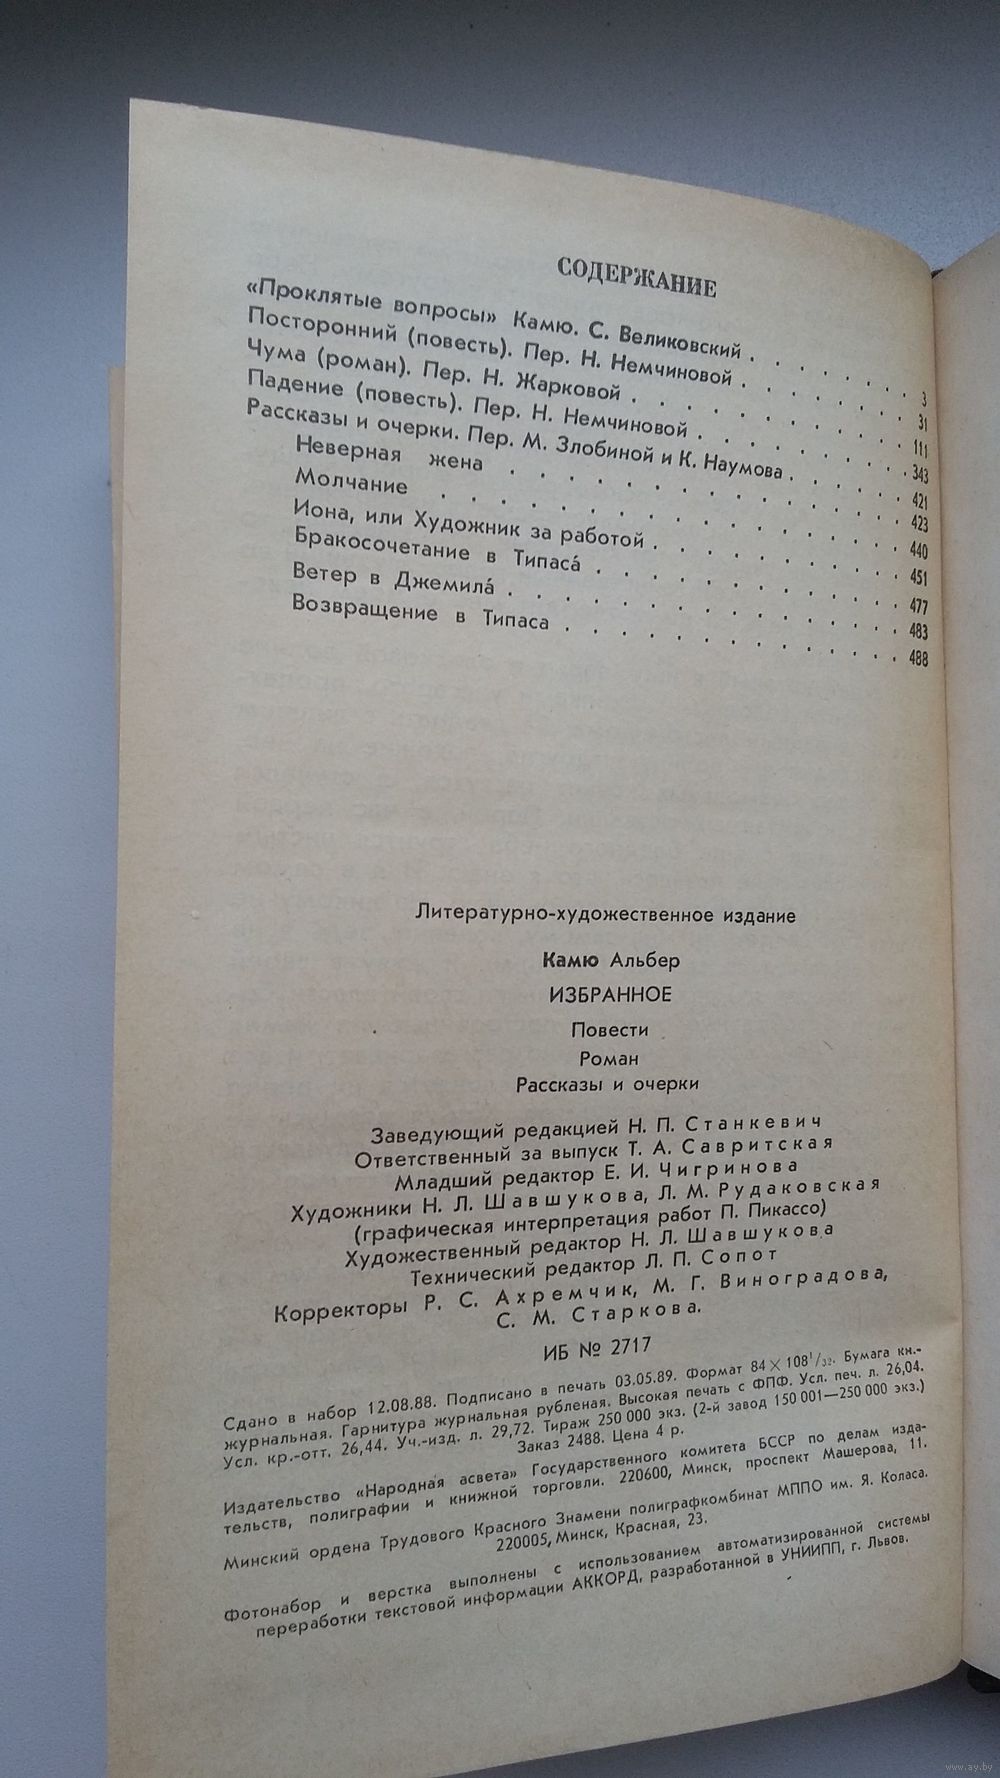 СОДЕРЖАНИЕ
«Проклятые вопросы» Камю. С. Великовский . . . . . . . 3
Посторонний (повесть). Пер. Н. Немчиновой . . . . . . . 31
Чума (роман). Пер. Н. Жарковой . . . . . . . . . . 111
Падение (повесть). Пер. Н. Немчиновой . . . . . . . . 343
Рассказы и очерки. Пер. М. Злобиной и К. Наумова . . . . . 421
Неверная жена . . . . . . . . . . . . . 423
Молчание . . . . . . . . . . . . . . . 440
Иона, или Художник за работой . . . . . . . . . 451
Бракосочетание в Типаса́ . . . . . . . . . . . 477
Ветер в Джемила́ . . . . . . . . . . . . . 483
Возвращение в Типаса . . . . . . . . . . . . 488
Литературно-художественное издание
Камю Альбер
ИЗБРАННОЕ
Повести
Роман
Рассказы и очерки
Заведующий редакцией Н. П. Станкевич
Ответственный за выпуск Т. А. Савритская
Младший редактор Е. И. Чигринова
Художники Н. Л. Шавшукова, Л. М. Рудаковская
(графическая интерпретация работ П. Пикассо)
Художественный редактор Н. Л. Шавшукова
Технический редактор Л. П. Сопот
Корректоры Р. С. Ахремчик, М. Г. Виноградова,
С. М. Старкова.
ИБ № 2717
Сдано в набор 12.08.88. Подписано в печать 03.05.89. Формат 84×108¹/₃₂. Бумага кн.-
журнальная. Гарнитура журнальная рубленая. Высокая печать с ФПФ. Усл. печ. л. 26,04.
Усл. кр.-отт. 26,44. Уч.-изд. л. 29,72. Тираж 250 000 экз. (2-й завод 150 001—250 000 экз.)
Заказ 2488. Цена 4 р.
Издательство «Народная асвета» Государственного комитета БССР по делам изда-
тельств, полиграфии и книжной торговли. 220600, Минск, проспект Машерова, 11.
Минский ордена Трудового Красного Знамени полиграфкомбинат МППО им. Я. Коласа.
220005, Минск, Красная, 23.
Фотонабор и верстка выполнены с использованием автоматизированной системы
переработки текстовой информации АККОРД, разработанной в УНИИПП, г. Львов.
www.ay.by